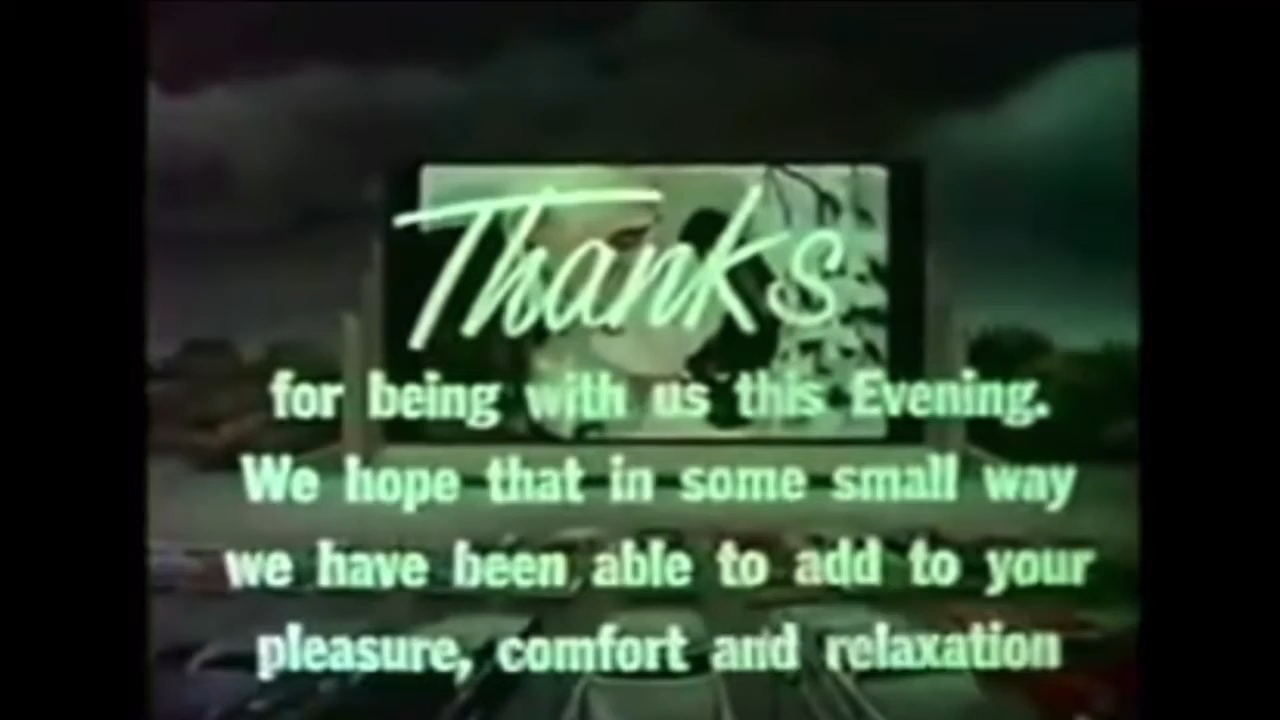 Thanks
for being with us this Evening.
We hope that in some small way
we have been able to add to your
pleasure, comfort and relaxation